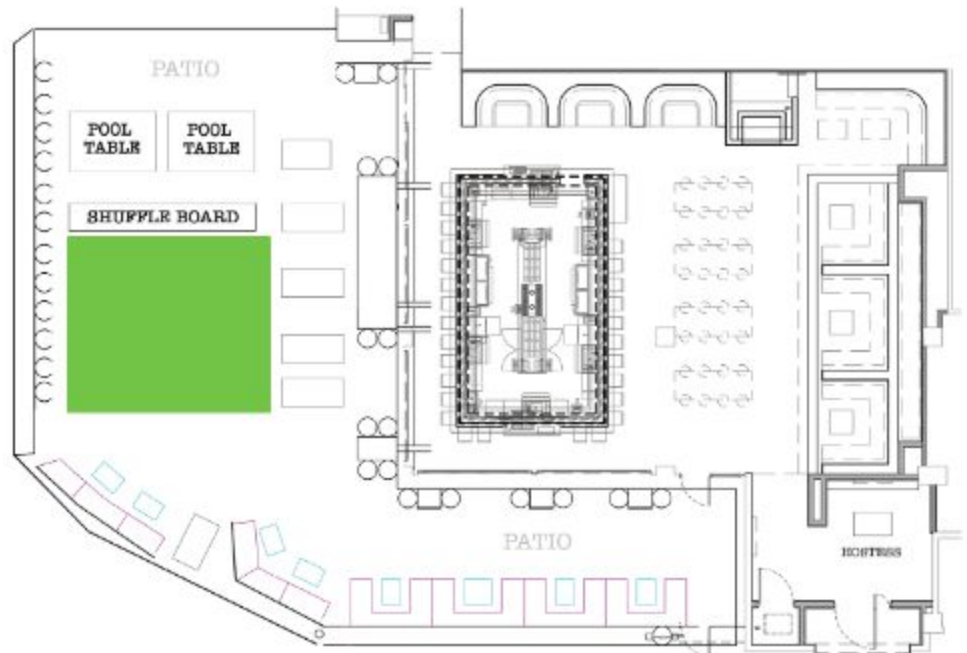 PATIO
POOL
TABLE
POOL
TABLE
SHUFFLE BOARD
PATIO
HOSTESS